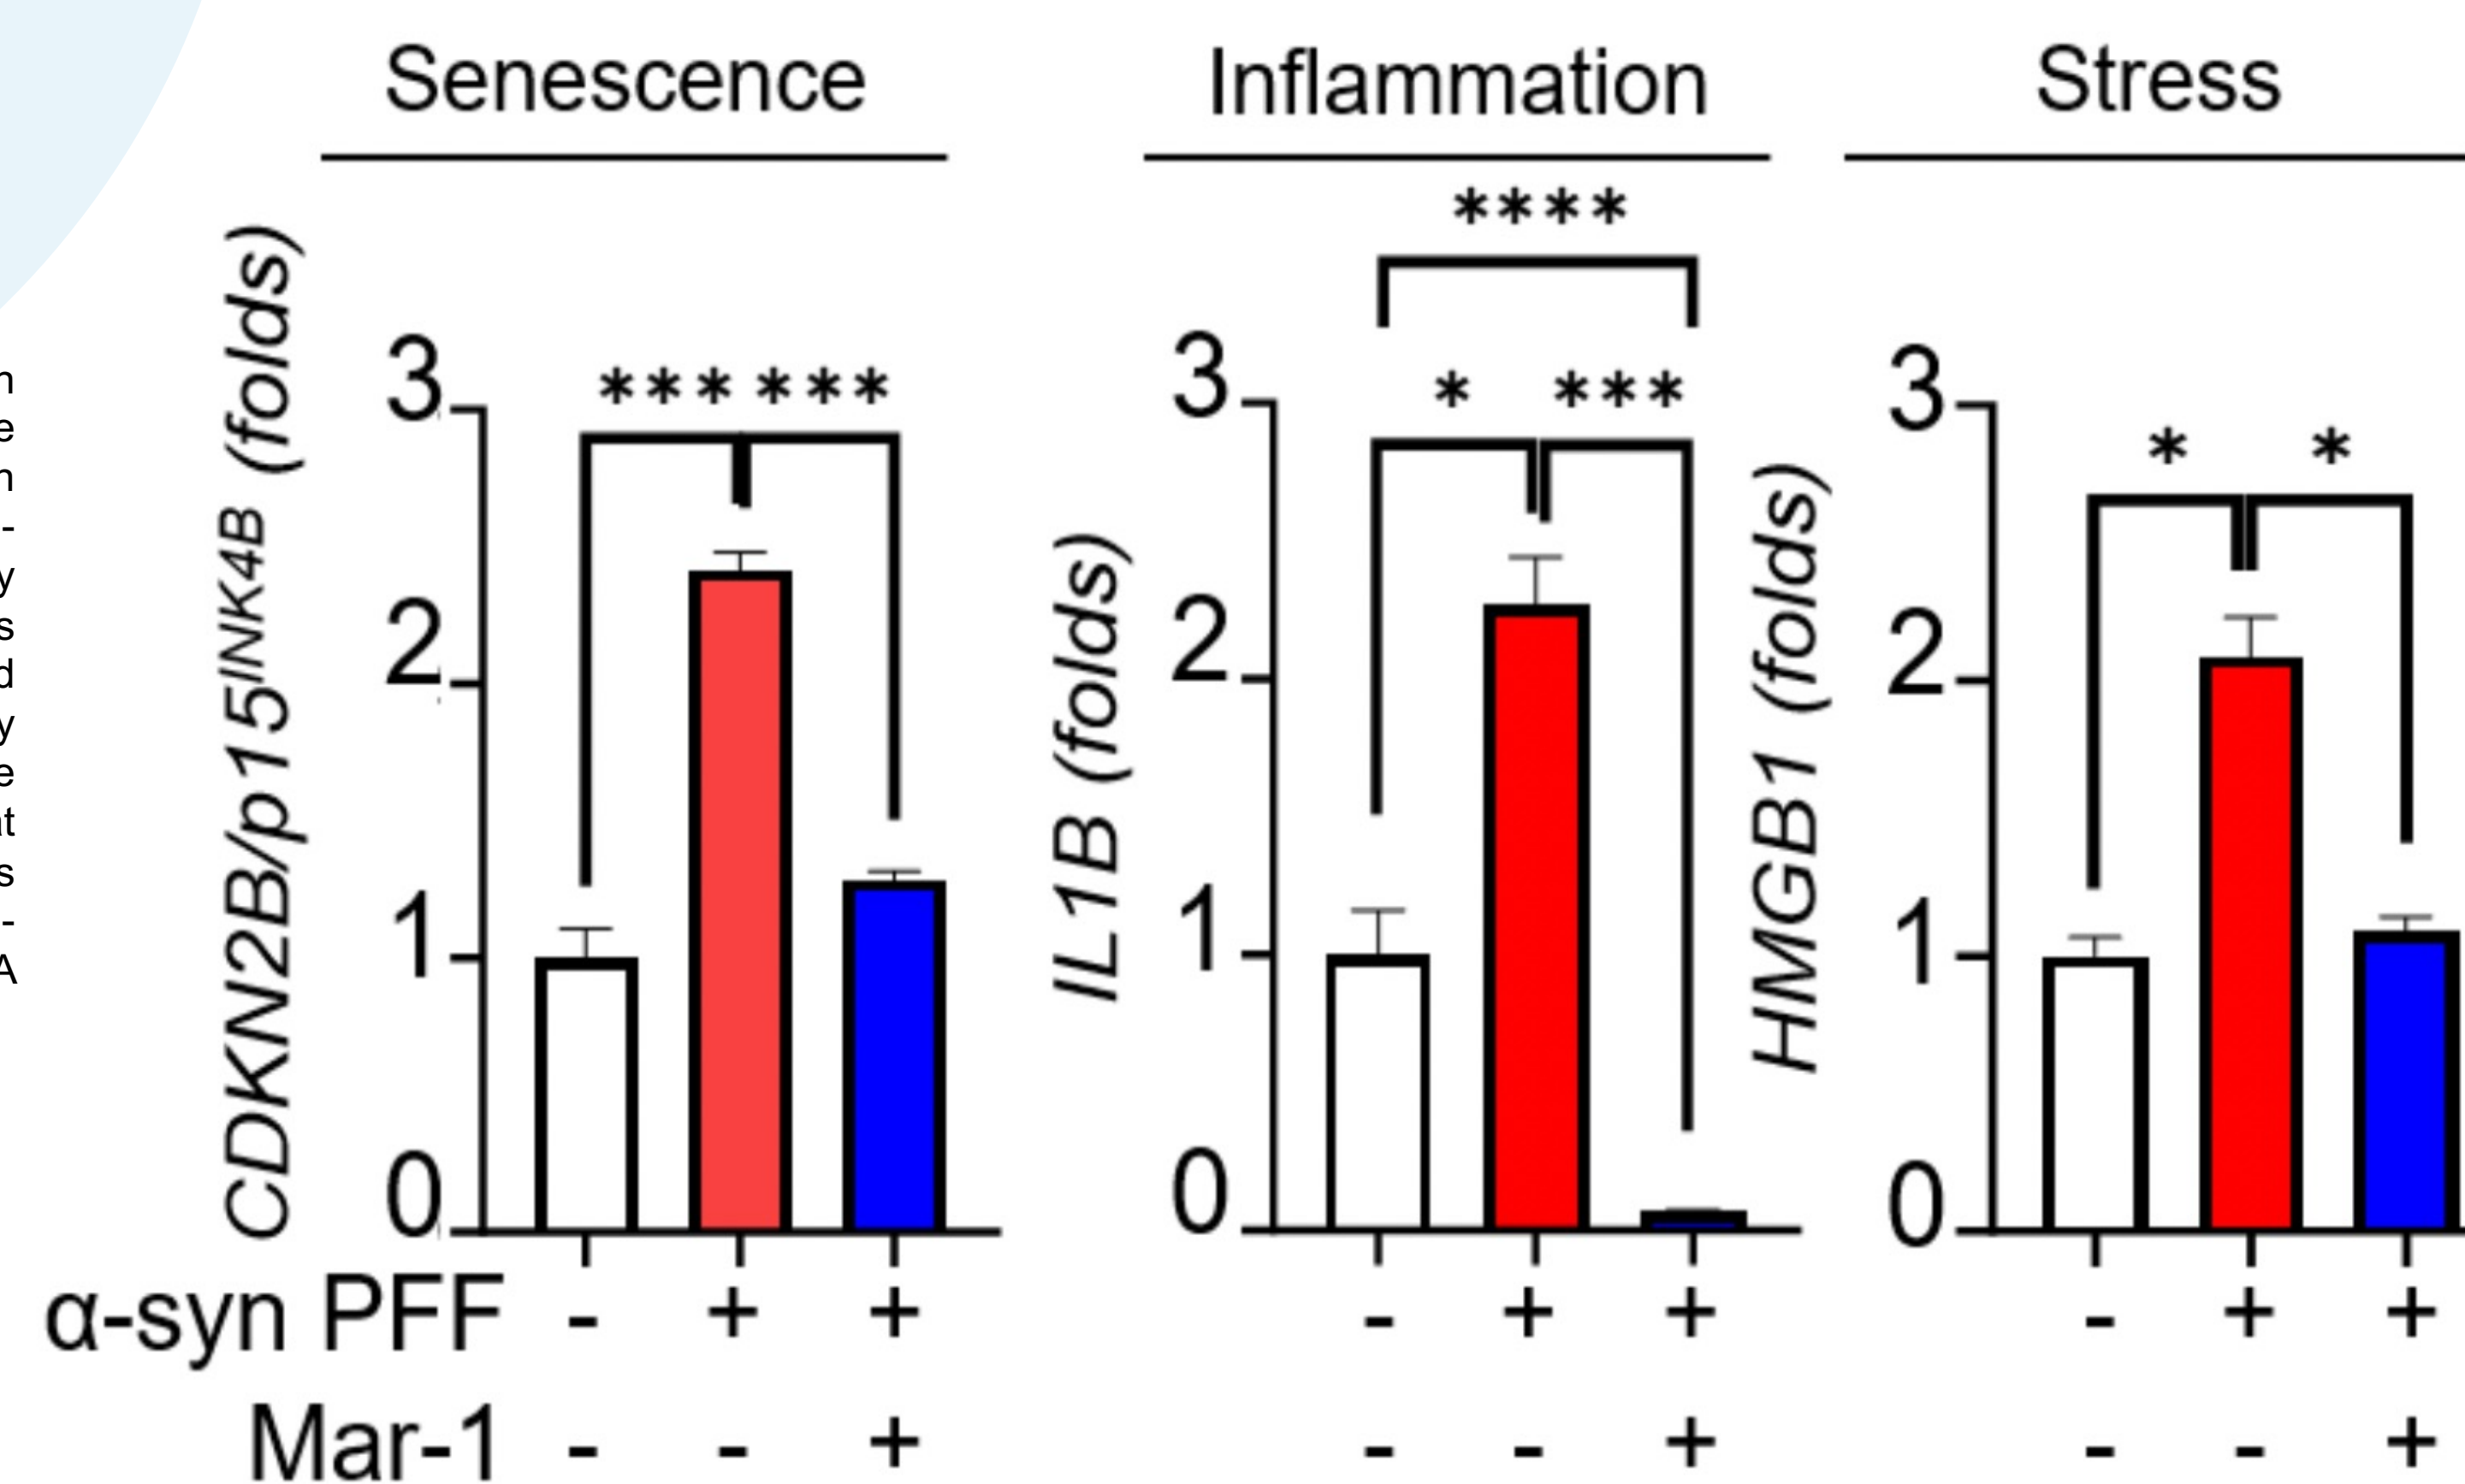 Senescence
Inflammation
Stress
CDKN2B/p15INK4B (folds)
3
2
1
0
*** ***
IL1B (folds)
3
2
1
0
****
* ***
HMGB1 (folds)
3
2
1
0
* *
α-syn PFF - + + - + + - + +
Mar-1 - - + - - + - - +
n
e
n
-
y
s
d
y
e
at
s
-
A